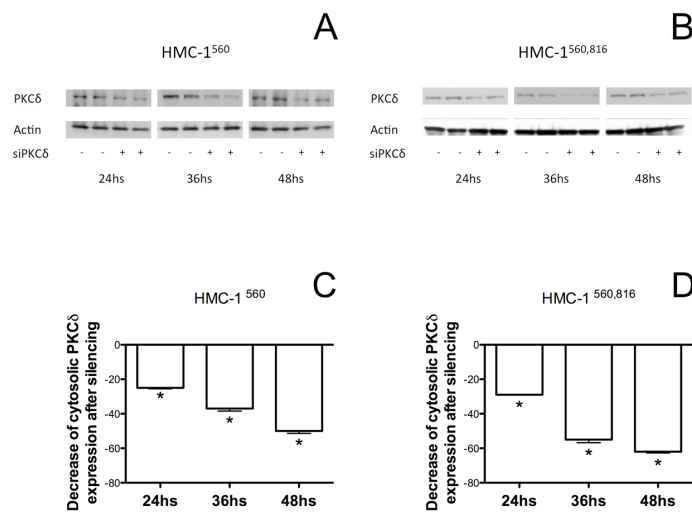 A
HMC-1560
PKCδ
Actin
siPKCδ - - + + - - + + - - + +
24hs 36hs 48hs
B
HMC-1560,816
PKCδ
Actin
siPKCδ - - + + - - + + - - + +
24hs 36hs 48hs
C
HMC-1 560
Decrease of cytosolic PKCδ
expression after silencing
0
-20
-40
-60
-80
* * *
24hs 36hs 48hs
D
HMC-1 560,816
Decrease of cytosolic PKCδ
expression after silencing
0
-20
-40
-60
-80
* * *
24hs 36hs 48hs